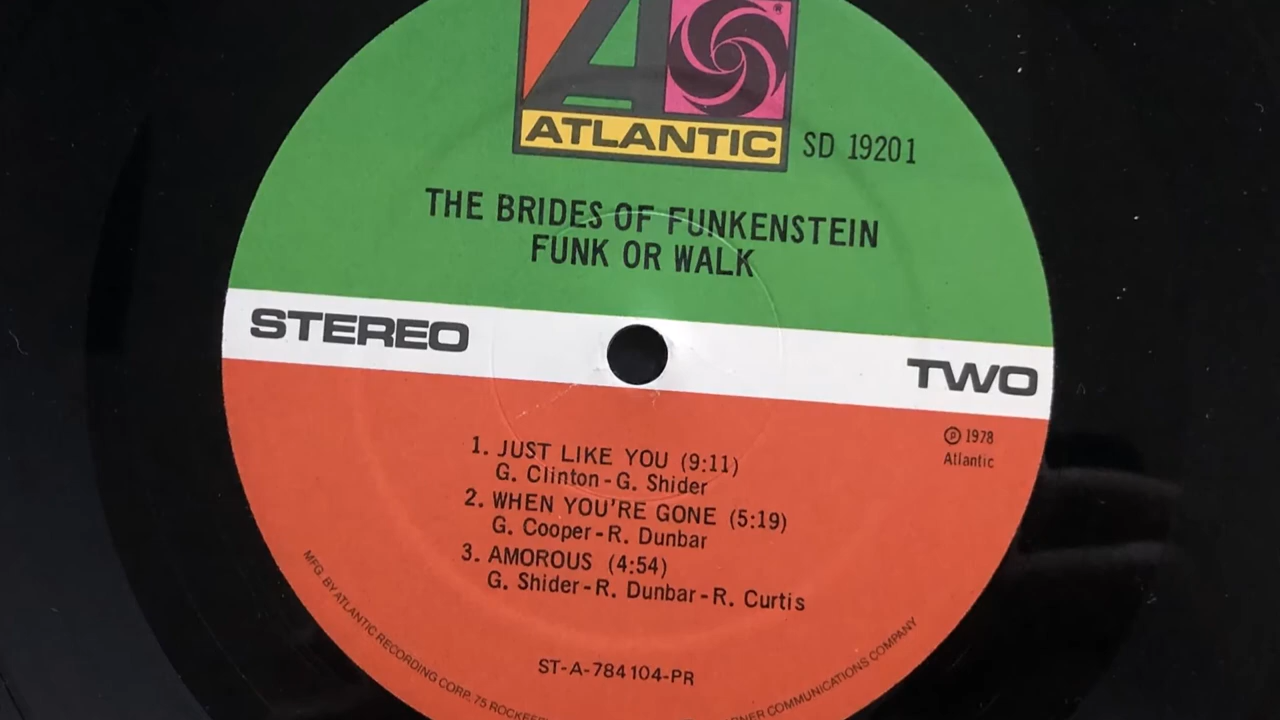 ATLANTIC
SD 19201
THE BRIDES OF FUNKENSTEIN
FUNK OR WALK
STEREO
TWO
℗ 1978
Atlantic
1. JUST LIKE YOU (9:11)
G. Clinton - G. Shider
2. WHEN YOU'RE GONE (5:19)
G. Cooper - R. Dunbar
3. AMOROUS (4:54)
G. Shider - R. Dunbar - R. Curtis
ST-A-784104-PR
MFG. BY ATLANTIC RECORDING CORP. 75 COMMUNICATIONS COMPANY